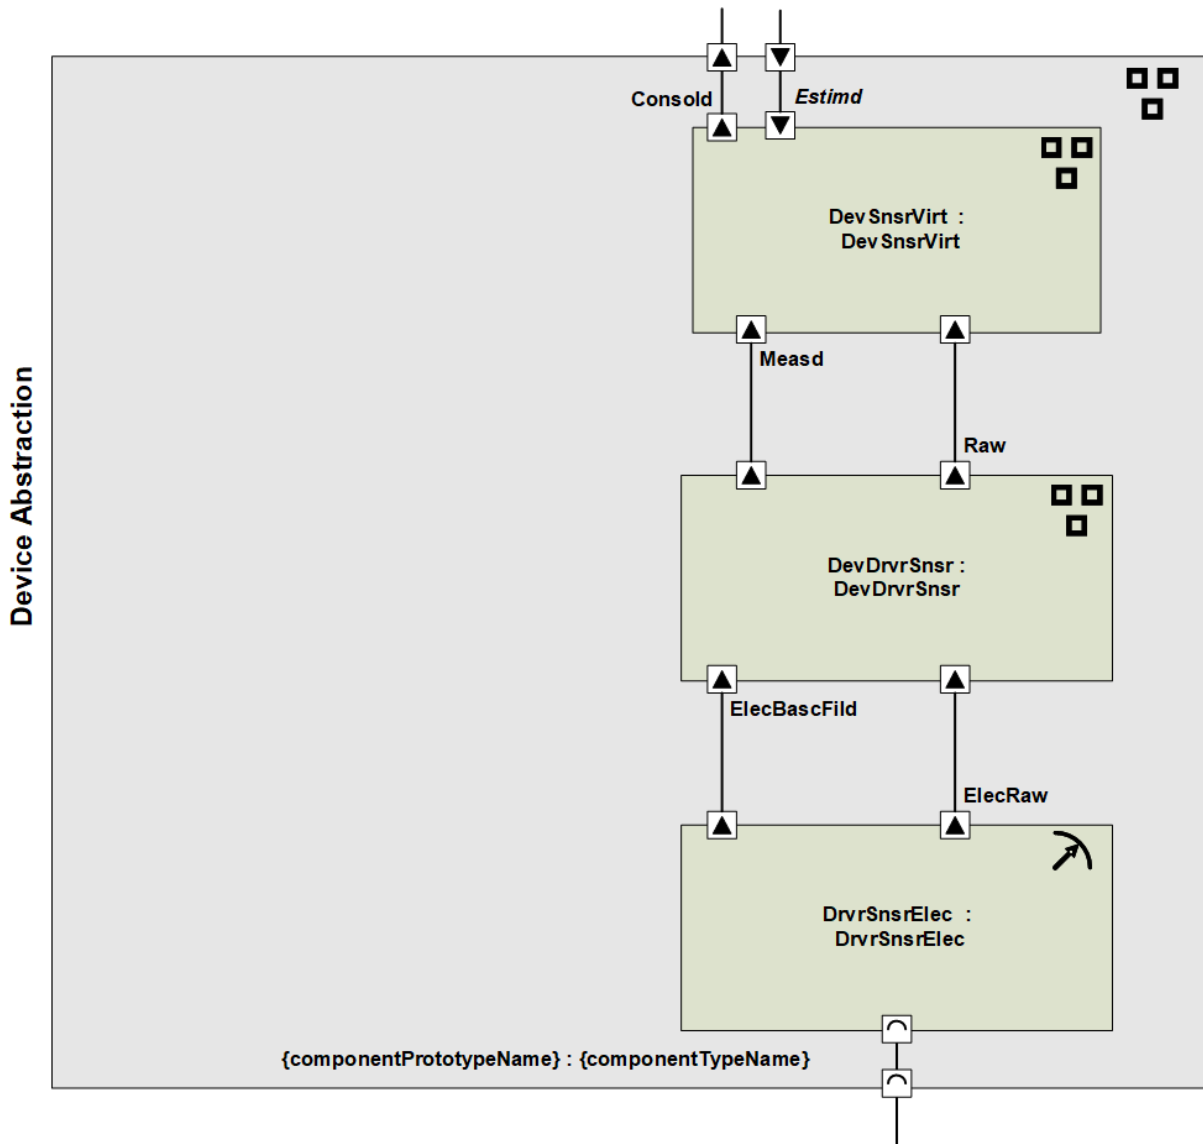 Consold
Estimd
DevSnsrVirt :
DevSnsrVirt
Measd
Raw
Device Abstraction
DevDrvrSnsr :
DevDrvrSnsr
ElecBascFild
ElecRaw
DrvrSnsrElec :
DrvrSnsrElec
{componentPrototypeName} : {componentTypeName}